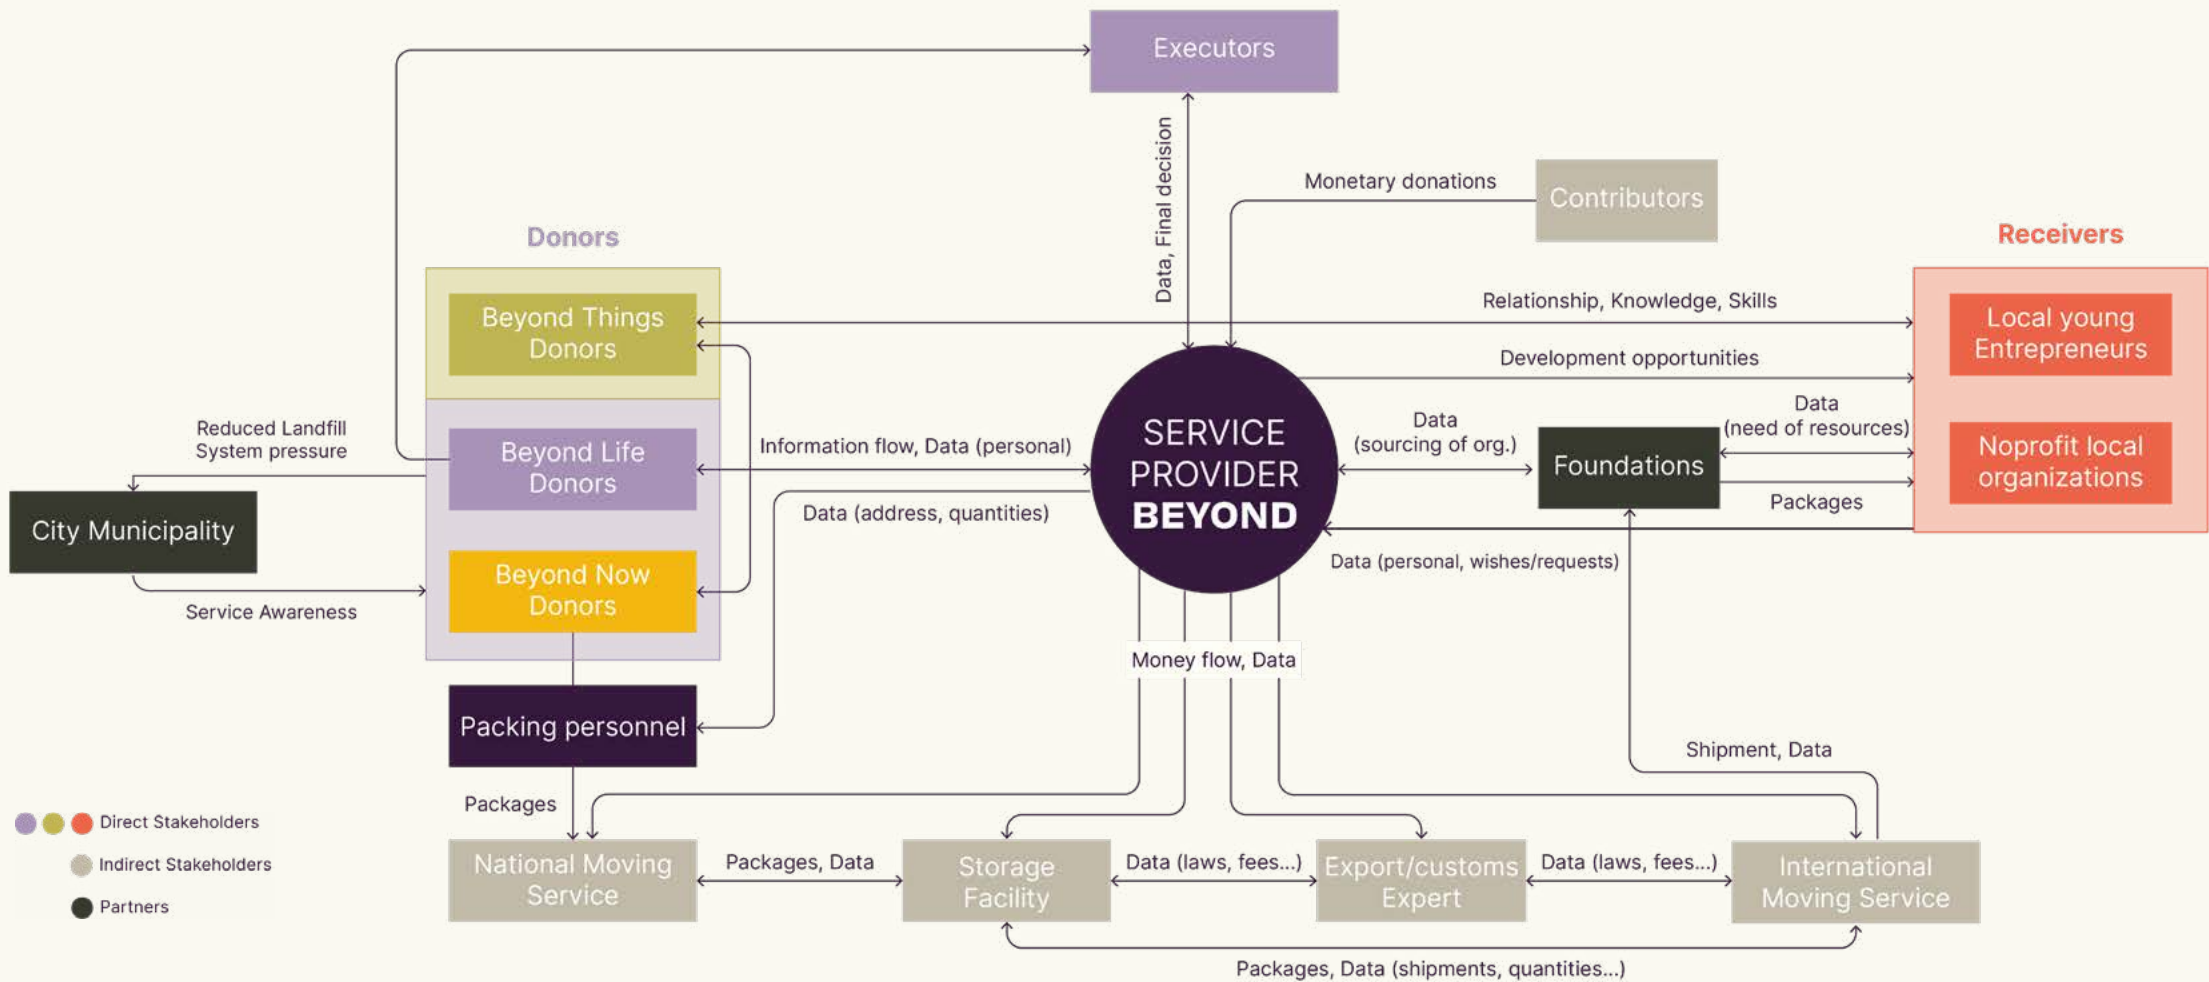 Executors
Data, Final decision
Monetary donations
Contributors
Donors
Receivers
Beyond Things
Donors
Relationship, Knowledge, Skills
Local young
Entrepreneurs
Development opportunities
Reduced Landfill
System pressure
Beyond Life
Donors
Information flow, Data (personal)
SERVICE
PROVIDER
BEYOND
Data
(sourcing of org.)
Foundations
Data
(need of resources)
Noprofit local
organizations
Packages
City Municipality
Data (address, quantities)
Data (personal, wishes/requests)
Beyond Now
Donors
Service Awareness
Money flow, Data
Packing personnel
Shipment, Data
Packages
Direct Stakeholders
Indirect Stakeholders
Partners
National Moving
Service
Packages, Data
Storage
Facility
Data (laws, fees...)
Export/customs
Expert
Data (laws, fees...)
International
Moving Service
Packages, Data (shipments, quantities...)